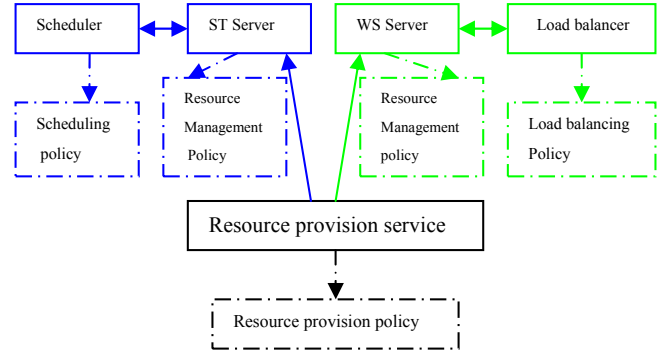 Scheduler
ST Server
WS Server
Load balancer
Scheduling
policy
Resource
Management
Policy
Resource
Management
policy
Load balancing
Policy
Resource provision service
Resource provision policy